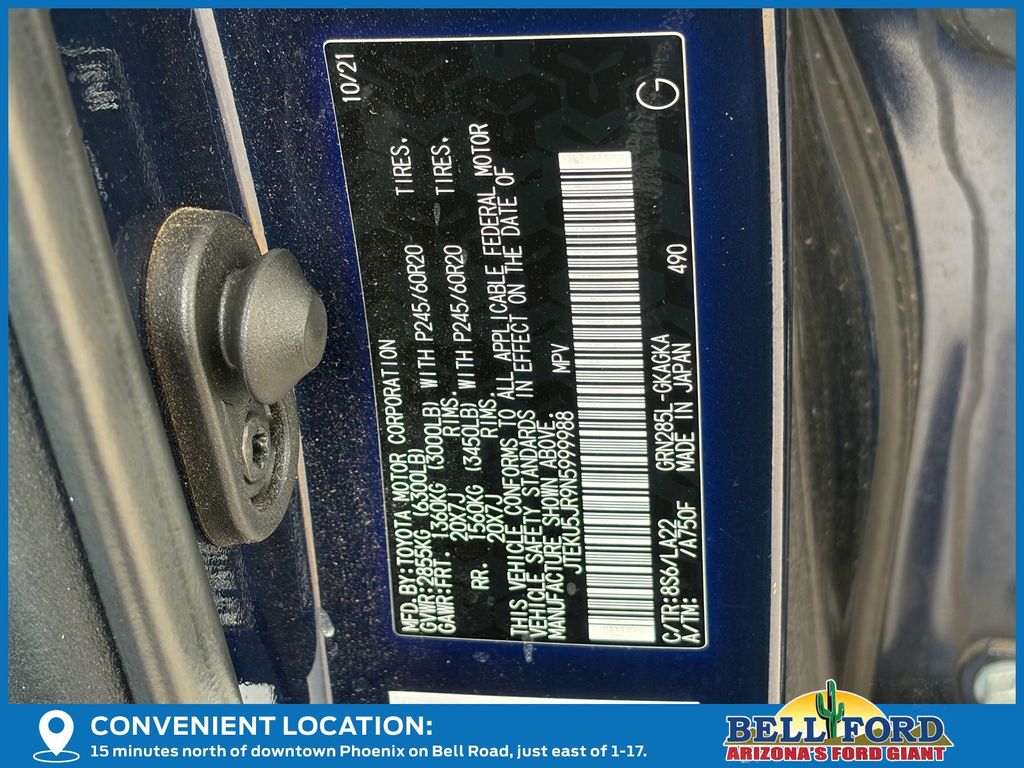 10/21
MFD. BY:TOYOTA MOTOR CORPORATION
GVWR:2855KG (6300LB)
GAWR:FRT. 1360KG (3000LB) WITH P245/60R20 TIRES.
20X7J RIMS.
RR. 1560KG (3450LB) WITH P245/60R20 TIRES.
20X7J RIMS.
THIS VEHICLE CONFORMS TO ALL APPLICABLE FEDERAL MOTOR
VEHICLE SAFETY STANDARDS IN EFFECT ON THE DATE OF
MANUFACTURE SHOWN ABOVE.
JTEKU5JR9N5999988 MPV
C/TR:8S6/LA22 GRN285L-GKAGKA 490
A/TM: /A750F MADE IN JAPAN
G
CONVENIENT LOCATION:
15 minutes north of downtown Phoenix on Bell Road, just east of 1-17.
BELL FORD
ARIZONA'S FORD GIANT